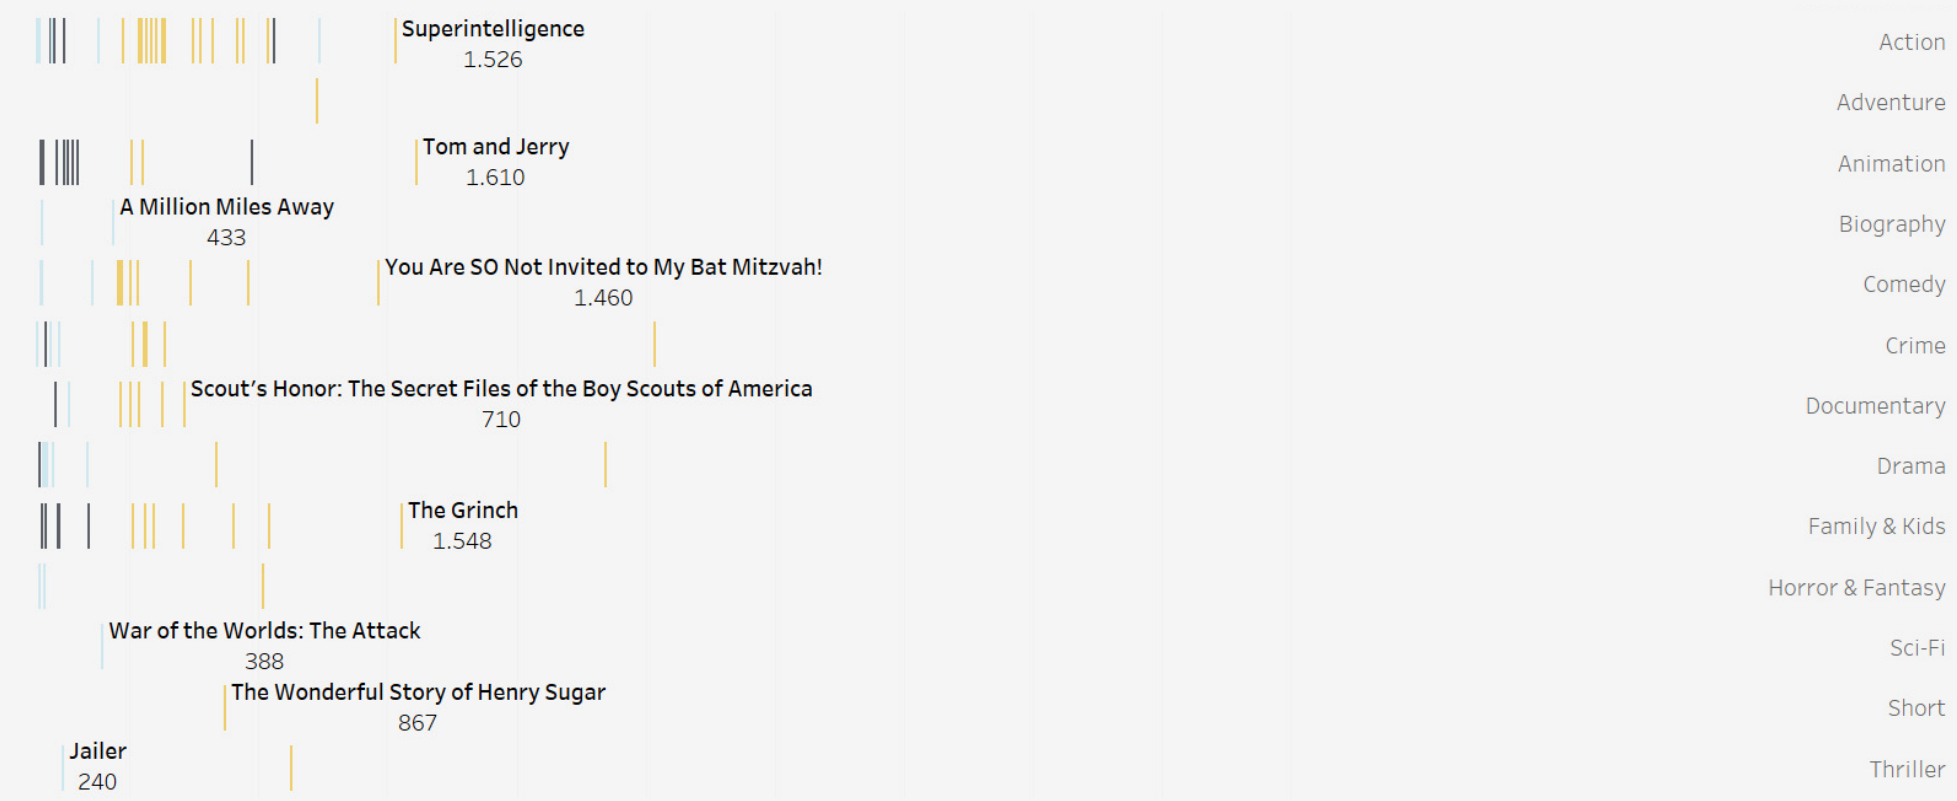 Superintelligence
1.526
Action
Adventure
Tom and Jerry
1.610
Animation
A Million Miles Away
433
Biography
You Are SO Not Invited to My Bat Mitzvah!
1.460
Comedy
Crime
Scout's Honor: The Secret Files of the Boy Scouts of America
710
Documentary
Drama
The Grinch
1.548
Family & Kids
Horror & Fantasy
War of the Worlds: The Attack
388
Sci-Fi
The Wonderful Story of Henry Sugar
867
Short
Jailer
240
Thriller